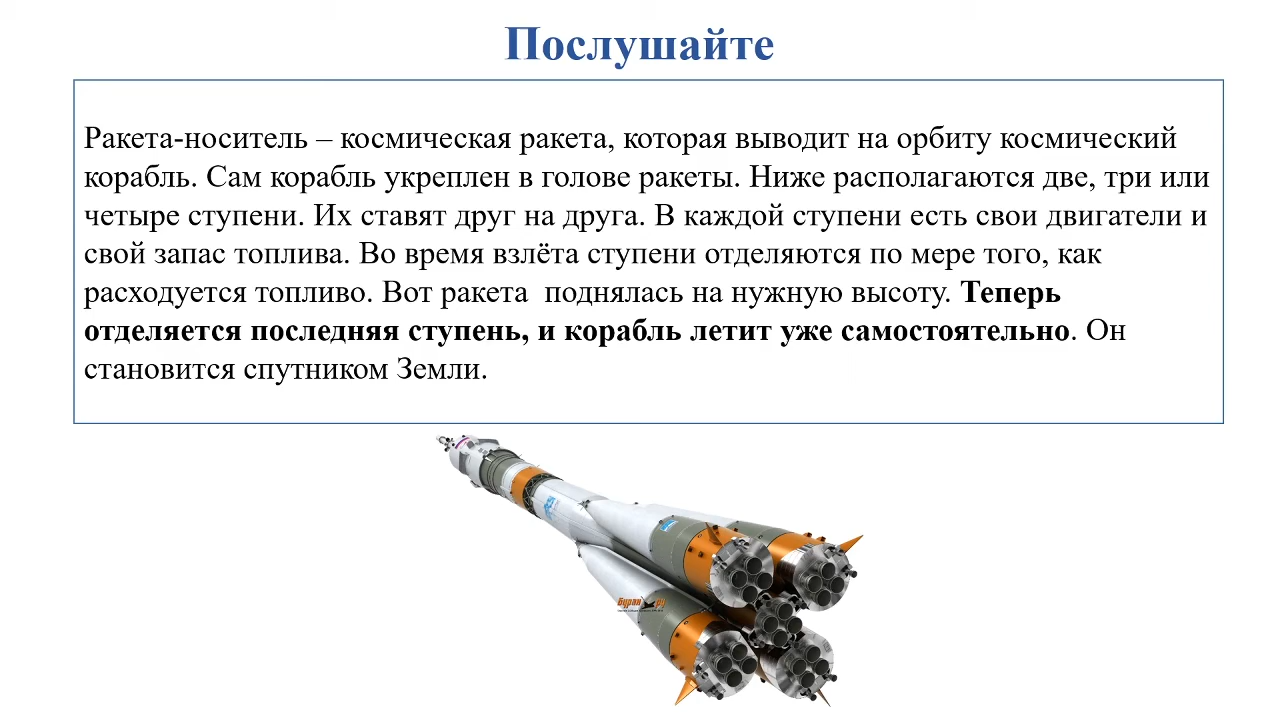 Послушайте
Ракета-носитель – космическая ракета, которая выводит на орбиту космический
корабль. Сам корабль укреплен в голове ракеты. Ниже располагаются две, три или
четыре ступени. Их ставят друг на друга. В каждой ступени есть свои двигатели и
свой запас топлива. Во время взлёта ступени отделяются по мере того, как
расходуется топливо. Вот ракета  поднялась на нужную высоту. Теперь
отделяется последняя ступень, и корабль летит уже самостоятельно. Он
становится спутником Земли.